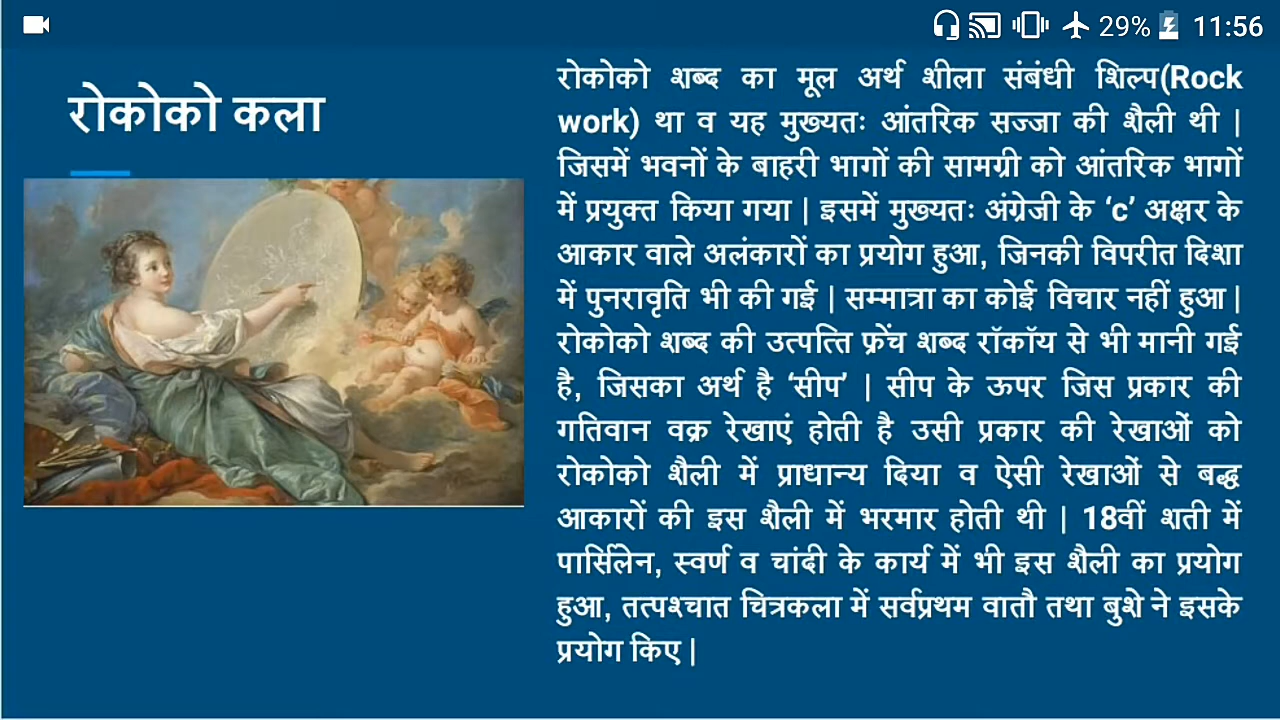 29% 11:56
रोकोको कला
रोकोको शब्द का मूल अर्थ शीला संबंधी शिल्प(Rock
work) था व यह मुख्यतः आंतरिक सज्जा की शैली थी |
जिसमें भवनों के बाहरी भागों की सामग्री को आंतरिक भागों
में प्रयुक्त किया गया | इसमें मुख्यतः अंग्रेजी के ‘c’ अक्षर के
आकार वाले अलंकारों का प्रयोग हुआ, जिनकी विपरीत दिशा
में पुनरावृति भी की गई | सम्मात्रा का कोई विचार नहीं हुआ |
रोकोको शब्द की उत्पत्ति फ्रेंच शब्द रॉकॉय से भी मानी गई
है, जिसका अर्थ है ‘सीप’ | सीप के ऊपर जिस प्रकार की
गतिवान वक्र रेखाएं होती है उसी प्रकार की रेखाओं को
रोकोको शैली में प्राधान्य दिया व ऐसी रेखाओं से बद्ध
आकारों की इस शैली में भरमार होती थी | 18वीं शती में
पार्सिलेन, स्वर्ण व चांदी के कार्य में भी इस शैली का प्रयोग
हुआ, तत्पश्चात चित्रकला में सर्वप्रथम वातौ तथा बुशे ने इसके
प्रयोग किए |